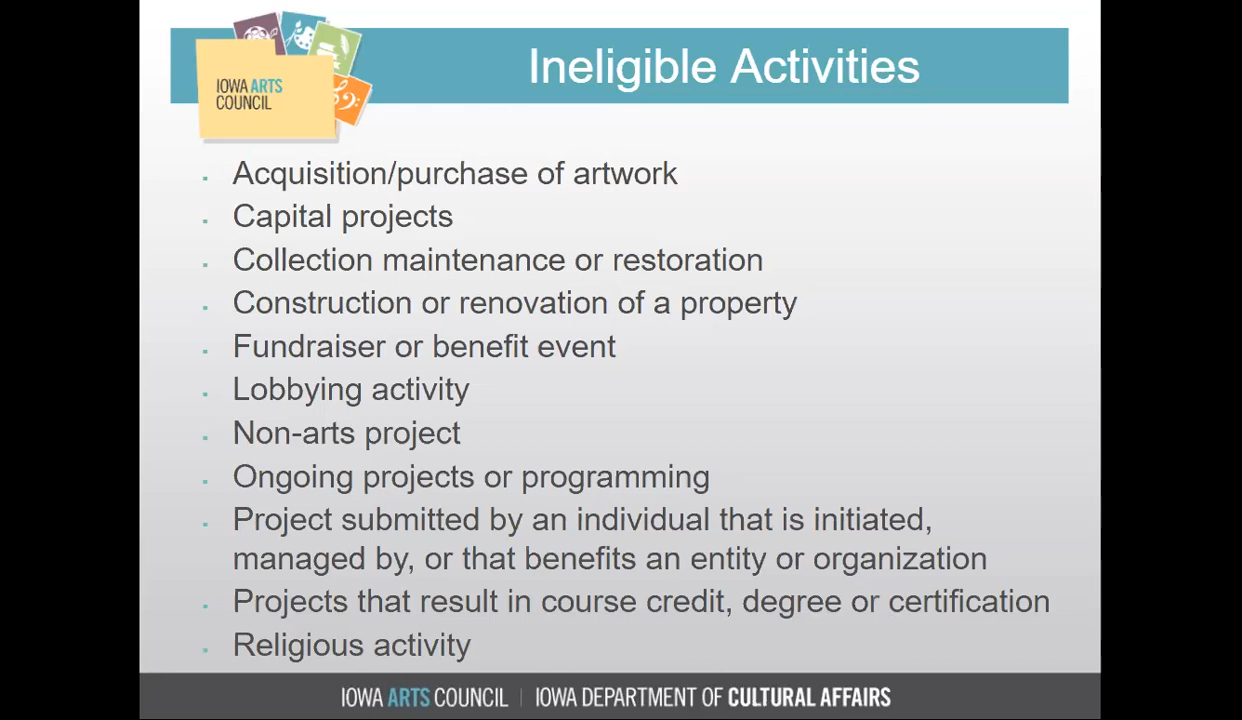 Ineligible Activities
IOWA ARTS
COUNCIL
Acquisition/purchase of artwork
Capital projects
Collection maintenance or restoration
Construction or renovation of a property
Fundraiser or benefit event
Lobbying activity
Non-arts project
Ongoing projects or programming
Project submitted by an individual that is initiated,
managed by, or that benefits an entity or organization
Projects that result in course credit, degree or certification
Religious activity
IOWA ARTS COUNCIL | IOWA DEPARTMENT OF CULTURAL AFFAIRS